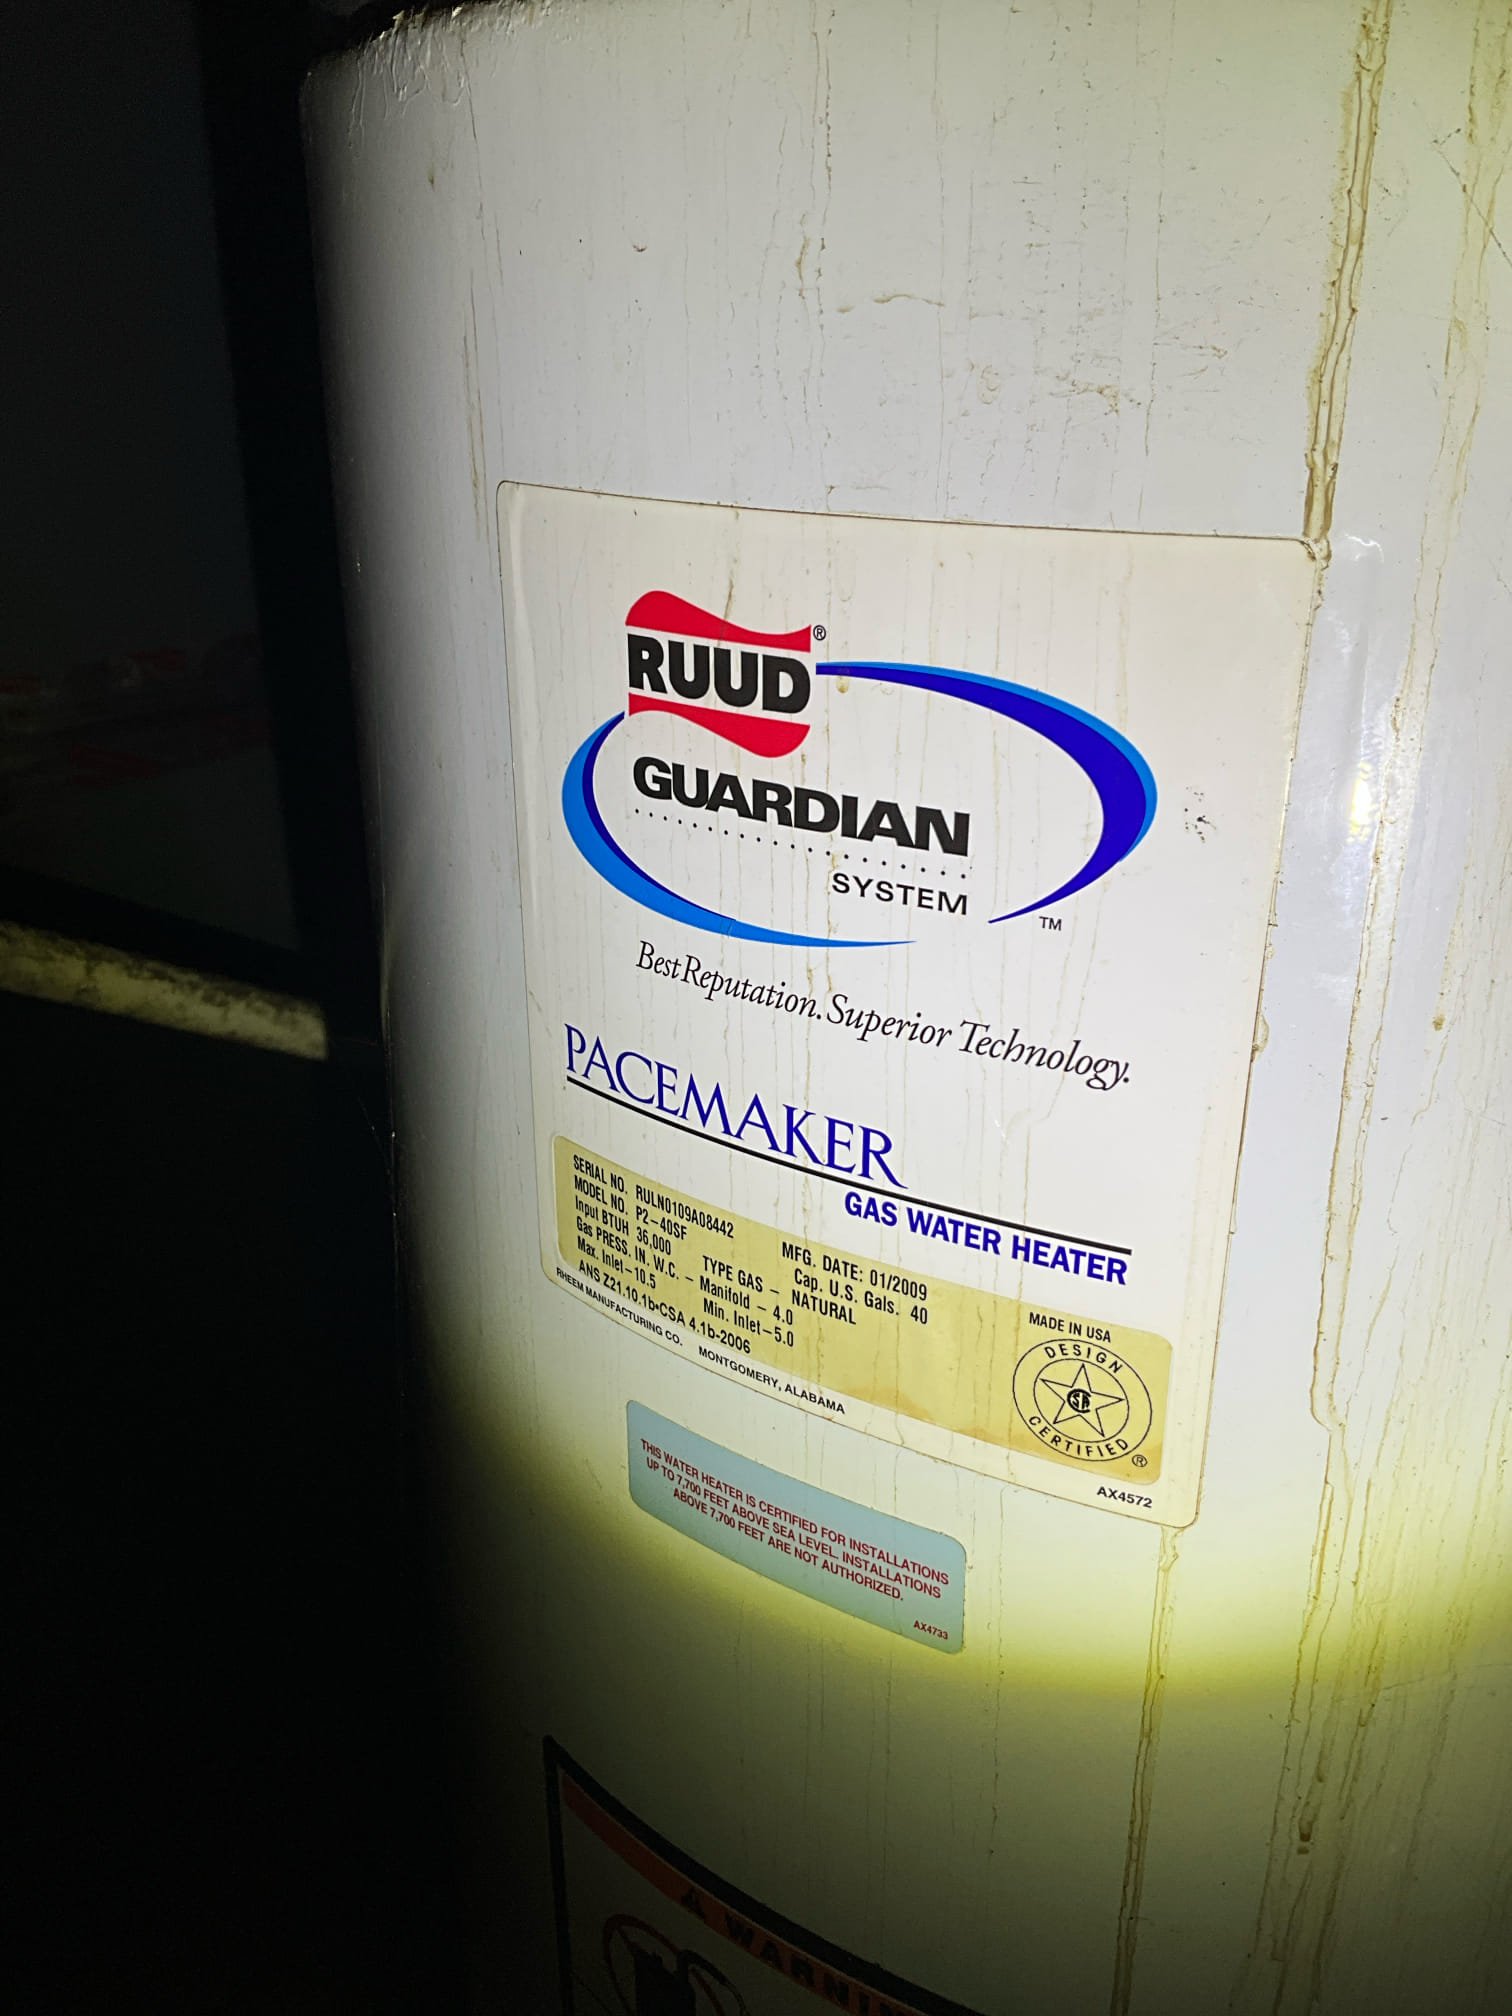 RUUD®
GUARDIAN
SYSTEM
™
Best Reputation. Superior Technology.
PACEMAKER
GAS WATER HEATER
SERIAL NO. RULN0109A08442
MODEL NO. P2-40SF
MFG. DATE: 01/2009
Input BTUH 36,000
Cap. U.S. Gals. 40
TYPE GAS - NATURAL
Gas PRESS. IN. W.C. - Manifold - 4.0
Max. Inlet-10.5
Min. Inlet-5.0
ANS Z21.10.1b•CSA 4.1b-2006
RHEEM MANUFACTURING CO. MONTGOMERY, ALABAMA
MADE IN USA
DESIGN
CSA
CERTIFIED
®
AX4572
THIS WATER HEATER IS CERTIFIED FOR INSTALLATIONS
UP TO 7,700 FEET ABOVE SEA LEVEL. INSTALLATIONS
ABOVE 7,700 FEET ARE NOT AUTHORIZED.
AX4733
WARNING